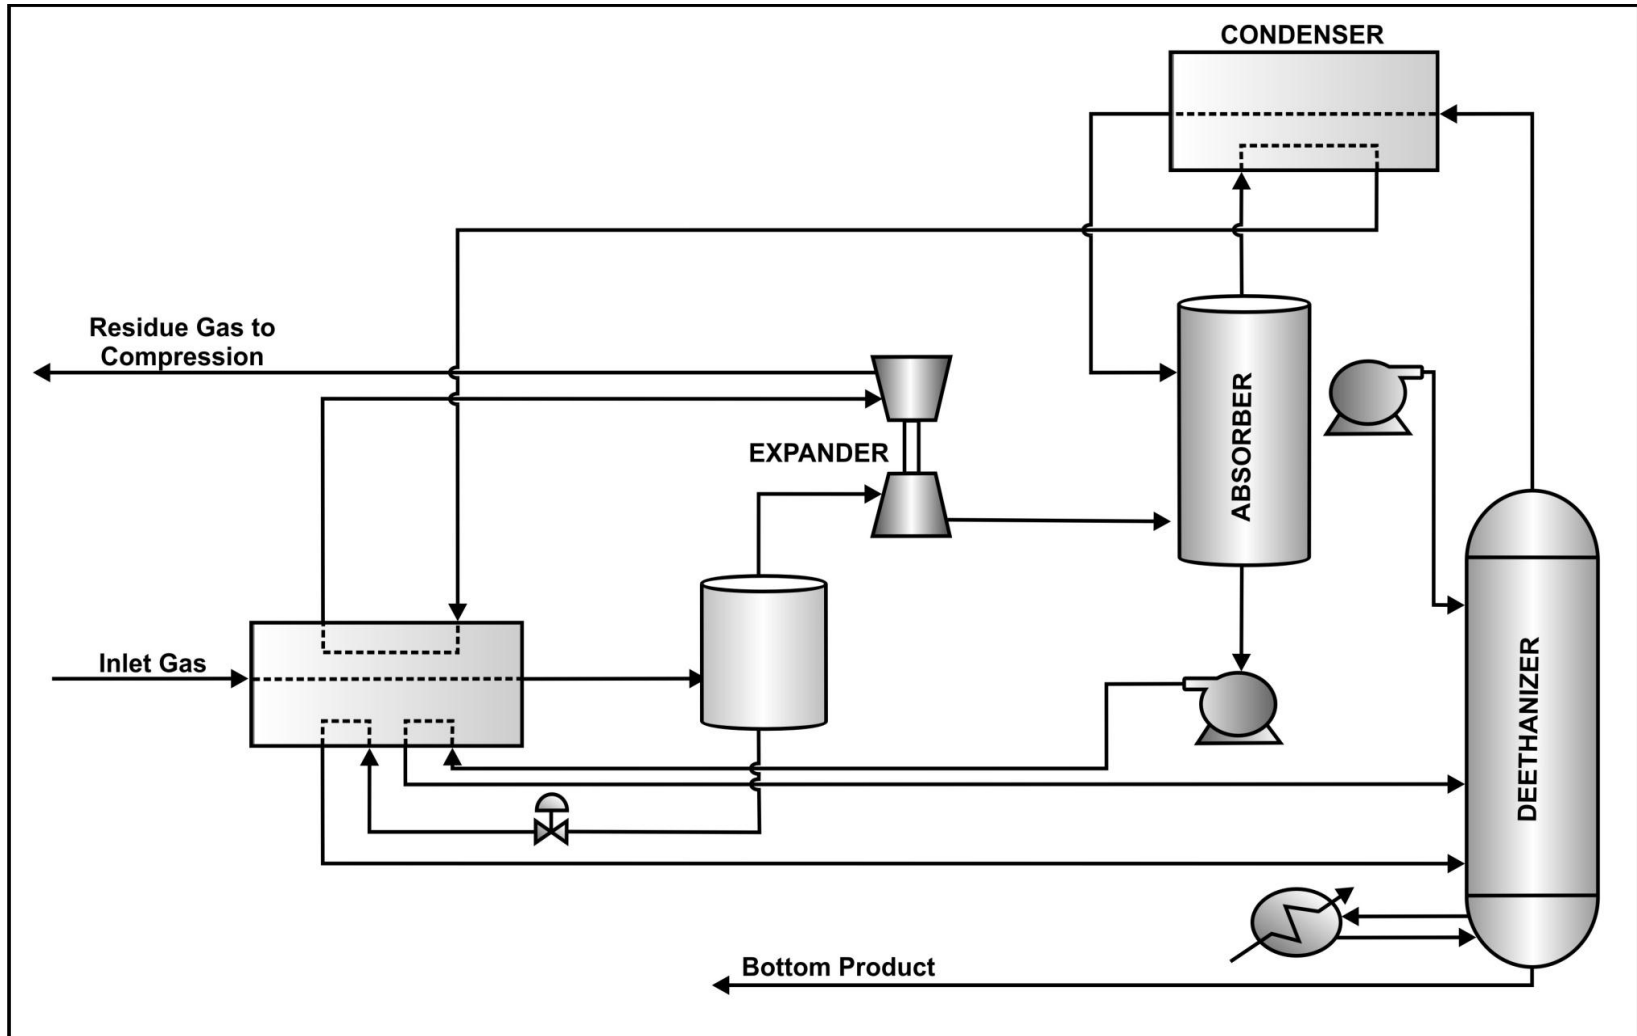 CONDENSER
Residue Gas to
Compression
EXPANDER
ABSORBER
Inlet Gas
DEETHANIZER
Bottom Product